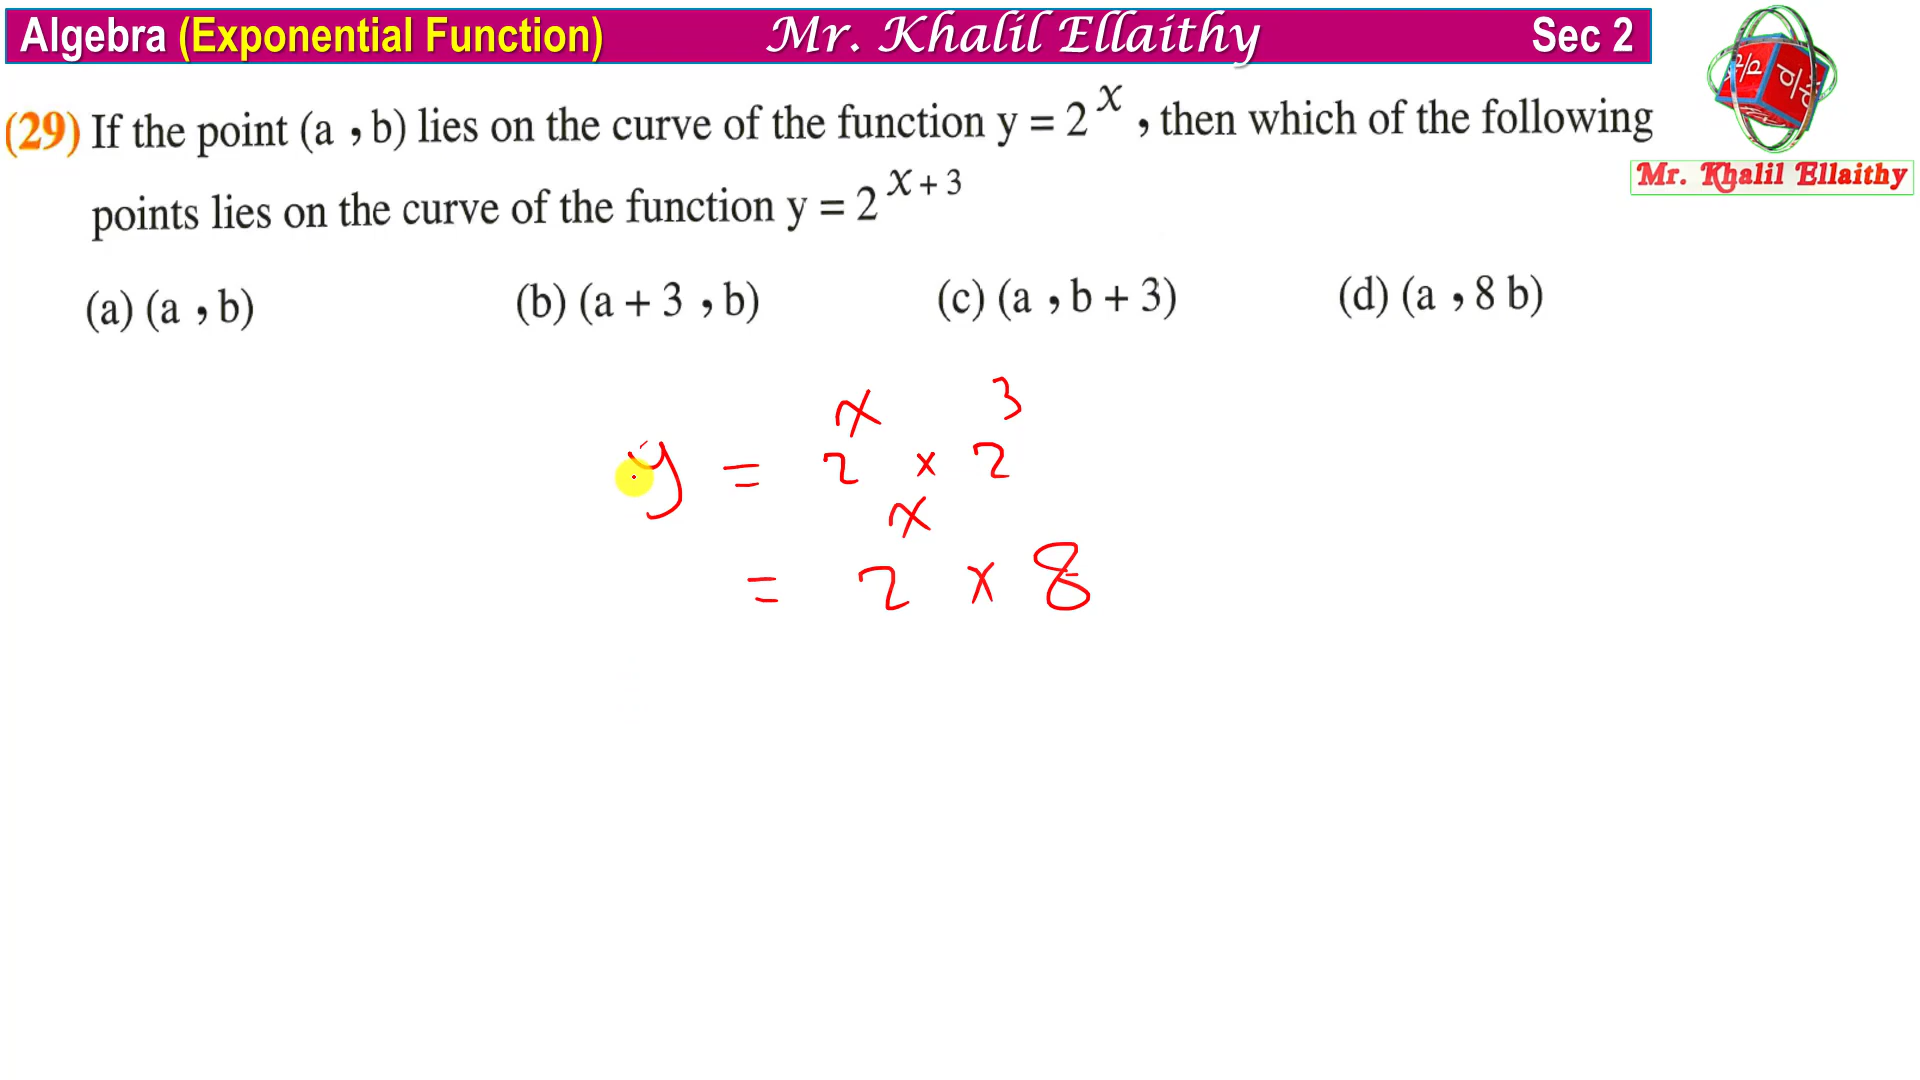 Algebra (Exponential Function) Mr. Khalil Ellaithy Sec 2
Mr. Khalil Ellaithy
(29) If the point (a , b) lies on the curve of the function y = 2^x , then which of the following
points lies on the curve of the function y = 2^(x + 3)
(a) (a , b) (b) (a + 3 , b) (c) (a , b + 3) (d) (a , 8 b)
y = 2^x × 2^3
= 2^x × 8